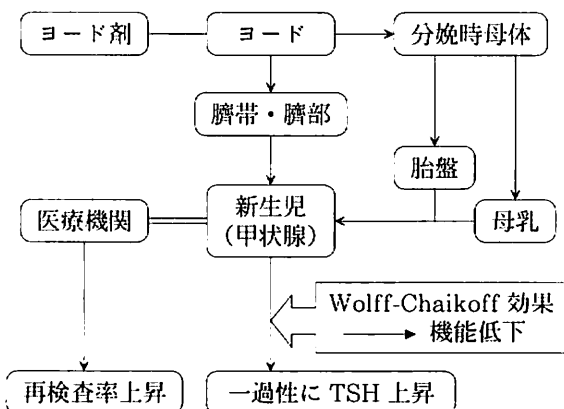 ヨード剤
ヨード
分娩時母体
臍帯・臍部
胎盤
医療機関
新生児
(甲状腺)
母乳
Wolff-Chaikoff 効果
機能低下
再検査率上昇
一過性に TSH 上昇